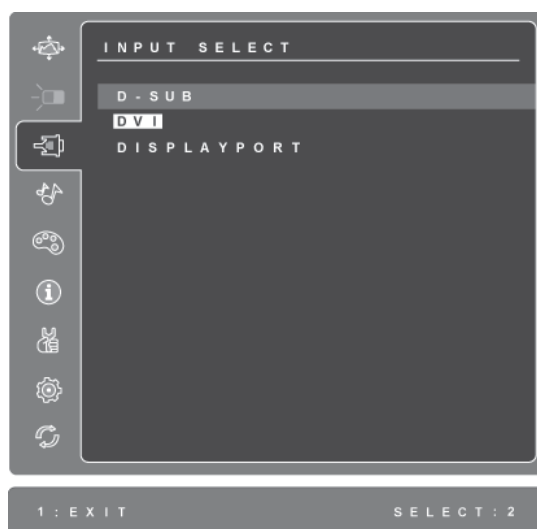 INPUT SELECT
D-SUB
DVI
DISPLAYPORT
1:EXIT SELECT:2